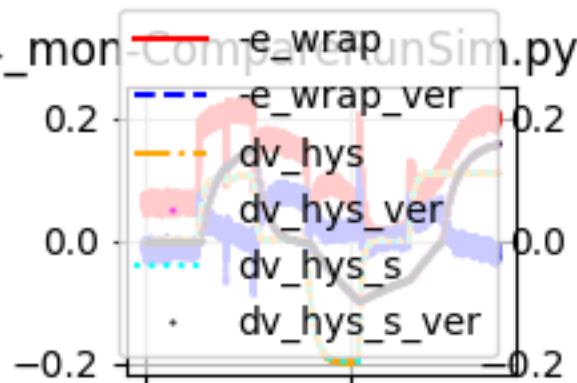 _mon-CompareRunSim.py
-e_wrap
-e_wrap_ver
0.2
0.2
dv_hys
dv_hys_ver
0.0
0.0
dv_hys_s
dv_hys_s_ver
−0.2
−0.2